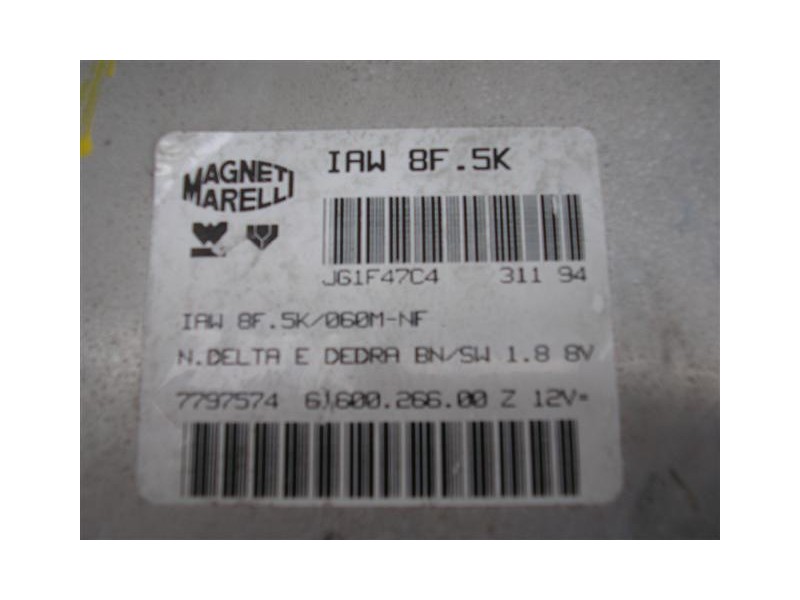 MAGNETI
MARELLI
IAW 8F.5K
JG1F47C4 311 94
IAW 8F.5K/060M-NF
N.DELTA E DEDRA BN/SW 1.8 8V
7797574 61600.266.00 Z 12V=